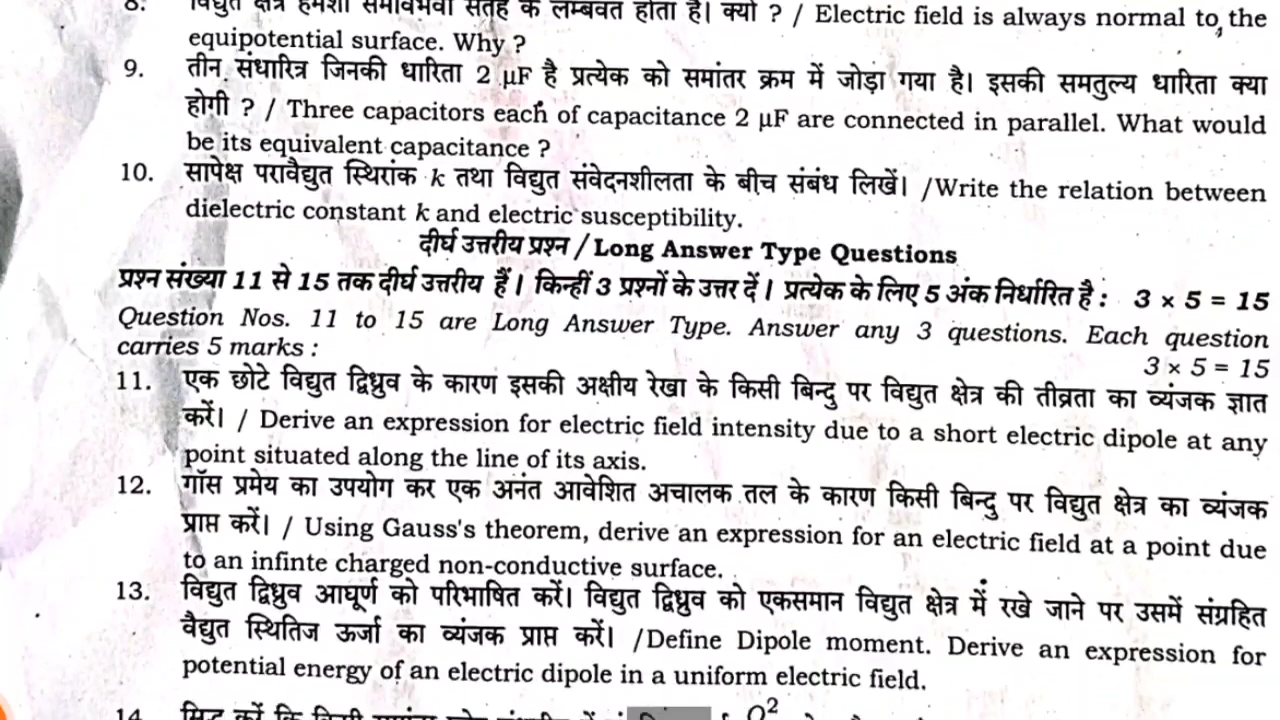 8. विद्युत क्षेत्र हमेशा समविभवी सतह के लम्बवत होता है। क्यों ? / Electric field is always normal to the
equipotential surface. Why ?
9. तीन संधारित्र जिनकी धारिता 2 µF है प्रत्येक को समांतर क्रम में जोड़ा गया है। इसकी समतुल्य धारिता क्या
होगी ? / Three capacitors each of capacitance 2 µF are connected in parallel. What would
be its equivalent capacitance ?
10. सापेक्ष परावैद्युत स्थिरांक k तथा विद्युत संवेदनशीलता के बीच संबंध लिखें। /Write the relation between
dielectric constant k and electric susceptibility.
दीर्घ उत्तरीय प्रश्न / Long Answer Type Questions
प्रश्न संख्या 11 से 15 तक दीर्घ उत्तरीय हैं। किन्हीं 3 प्रश्नों के उत्तर दें। प्रत्येक के लिए 5 अंक निर्धारित है : 3 × 5 = 15
Question Nos. 11 to 15 are Long Answer Type. Answer any 3 questions. Each question
carries 5 marks : 3 × 5 = 15
11. एक छोटे विद्युत द्विध्रुव के कारण इसकी अक्षीय रेखा के किसी बिन्दु पर विद्युत क्षेत्र की तीव्रता का व्यंजक ज्ञात
करें। / Derive an expression for electric field intensity due to a short electric dipole at any
point situated along the line of its axis.
12. गॉस प्रमेय का उपयोग कर एक अनंत आवेशित अचालक तल के कारण किसी बिन्दु पर विद्युत क्षेत्र का व्यंजक
प्राप्त करें। / Using Gauss's theorem, derive an expression for an electric field at a point due
to an infinte charged non-conductive surface.
13. विद्युत द्विध्रुव आघूर्ण को परिभाषित करें। विद्युत द्विध्रुव को एकसमान विद्युत क्षेत्र में रखे जाने पर उसमें संग्रहित
वैद्युत स्थितिज ऊर्जा का व्यंजक प्राप्त करें। /Define Dipole moment. Derive an expression for
potential energy of an electric dipole in a uniform electric field.
14. सिद्ध करें कि किसी Q²